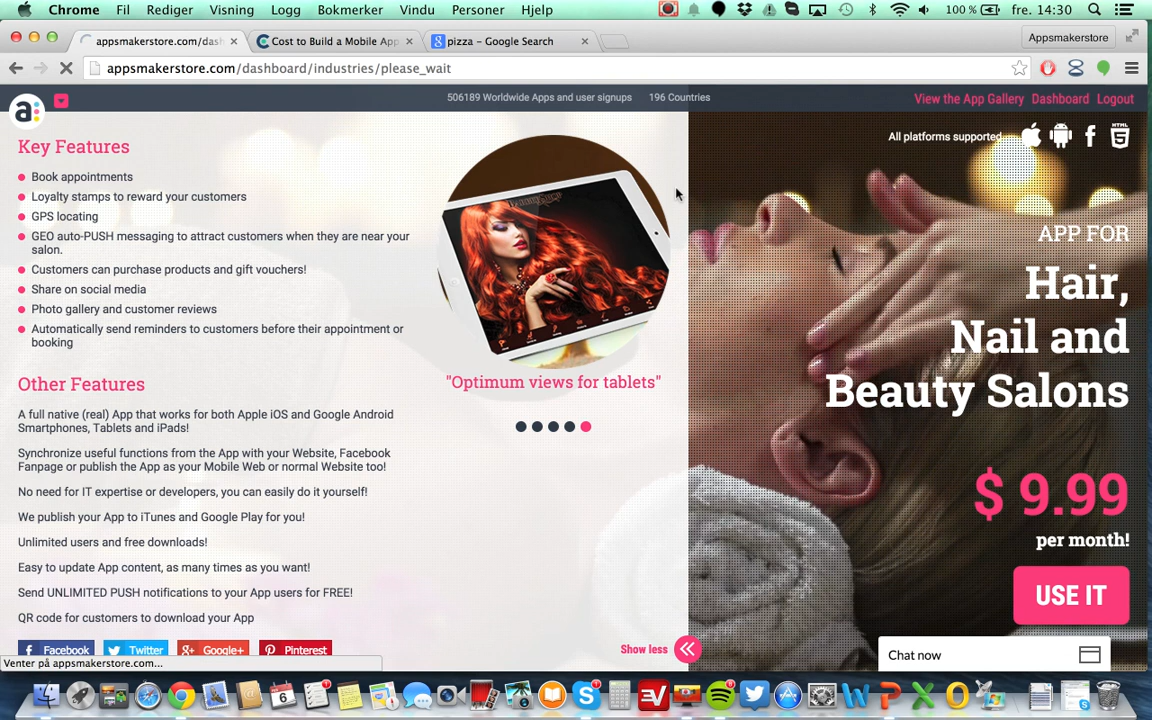 Chrome Fil Rediger Visning Logg Bokmerker Vindu Personer Hjelp 100 % fre. 14:30
appsmakerstore.com/dash
Cost to Build a Mobile App
pizza – Google Search
Appsmakerstore
appsmakerstore.com/dashboard/industries/please_wait
a:
506189 Worldwide Apps and user signups 196 Countries
View the App Gallery Dashboard Logout
Key Features
Book appointments
Loyalty stamps to reward your customers
GPS locating
GEO auto-PUSH messaging to attract customers when they are near your
salon.
Customers can purchase products and gift vouchers!
Share on social media
Photo gallery and customer reviews
Automatically send reminders to customers before their appointment or
booking
Other Features
A full native (real) App that works for both Apple iOS and Google Android
Smartphones, Tablets and iPads!
Synchronize useful functions from the App with your Website, Facebook
Fanpage or publish the App as your Mobile Web or normal Website too!
No need for IT expertise or developers, you can easily do it yourself!
We publish your App to iTunes and Google Play for you!
Unlimited users and free downloads!
Easy to update App content, as many times as you want!
Send UNLIMITED PUSH notifications to your App users for FREE!
QR code for customers to download your App
Facebook Twitter Google+ Pinterest
Venter på appsmakerstore.com...
"Optimum views for tablets"
Show less
All platforms supported
HTML
5
APP FOR
Hair,
Nail and
Beauty Salons
$ 9.99
per month!
USE IT
Chat now